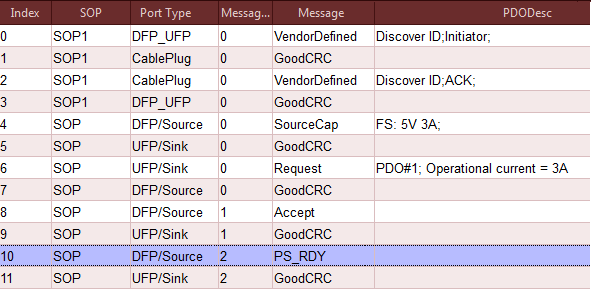 Index SOP Port Type Messag... Message PDODesc
0 SOP1 DFP_UFP 0 VendorDefined Discover ID;Initiator;
1 SOP1 CablePlug 0 GoodCRC
2 SOP1 CablePlug 0 VendorDefined Discover ID;ACK;
3 SOP1 DFP_UFP 0 GoodCRC
4 SOP DFP/Source 0 SourceCap FS: 5V 3A;
5 SOP UFP/Sink 0 GoodCRC
6 SOP UFP/Sink 0 Request PDO#1; Operational current = 3A
7 SOP DFP/Source 0 GoodCRC
8 SOP DFP/Source 1 Accept
9 SOP UFP/Sink 1 GoodCRC
10 SOP DFP/Source 2 PS_RDY
11 SOP UFP/Sink 2 GoodCRC